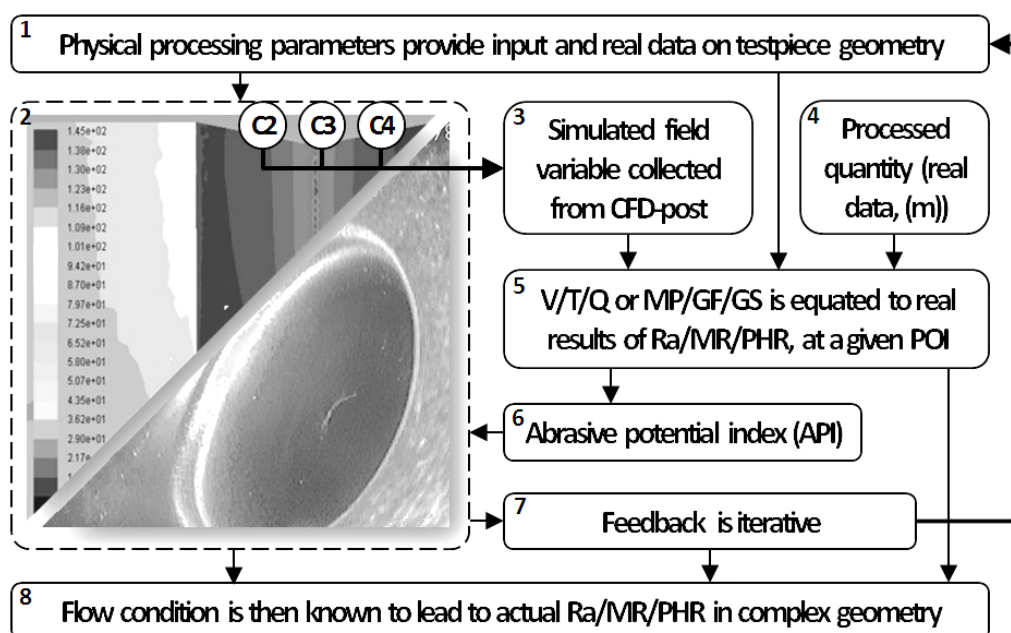 1
Physical processing parameters provide input and real data on testpiece geometry
2
C2 C3 C4
1.45e+02
1.38e+02
1.30e+02
1.23e+02
1.16e+02
1.09e+02
1.01e+02
9.42e+01
8.70e+01
7.97e+01
7.25e+01
6.52e+01
5.80e+01
5.07e+01
4.35e+01
3.62e+01
2.90e+01
2.17e+
3
Simulated field
variable collected
from CFD-post
4
Processed
quantity (real
data, (m))
5
V/T/Q or MP/GF/GS is equated to real
results of Ra/MR/PHR, at a given POI
6
Abrasive potential index (API)
7
Feedback is iterative
8
Flow condition is then known to lead to actual Ra/MR/PHR in complex geometry